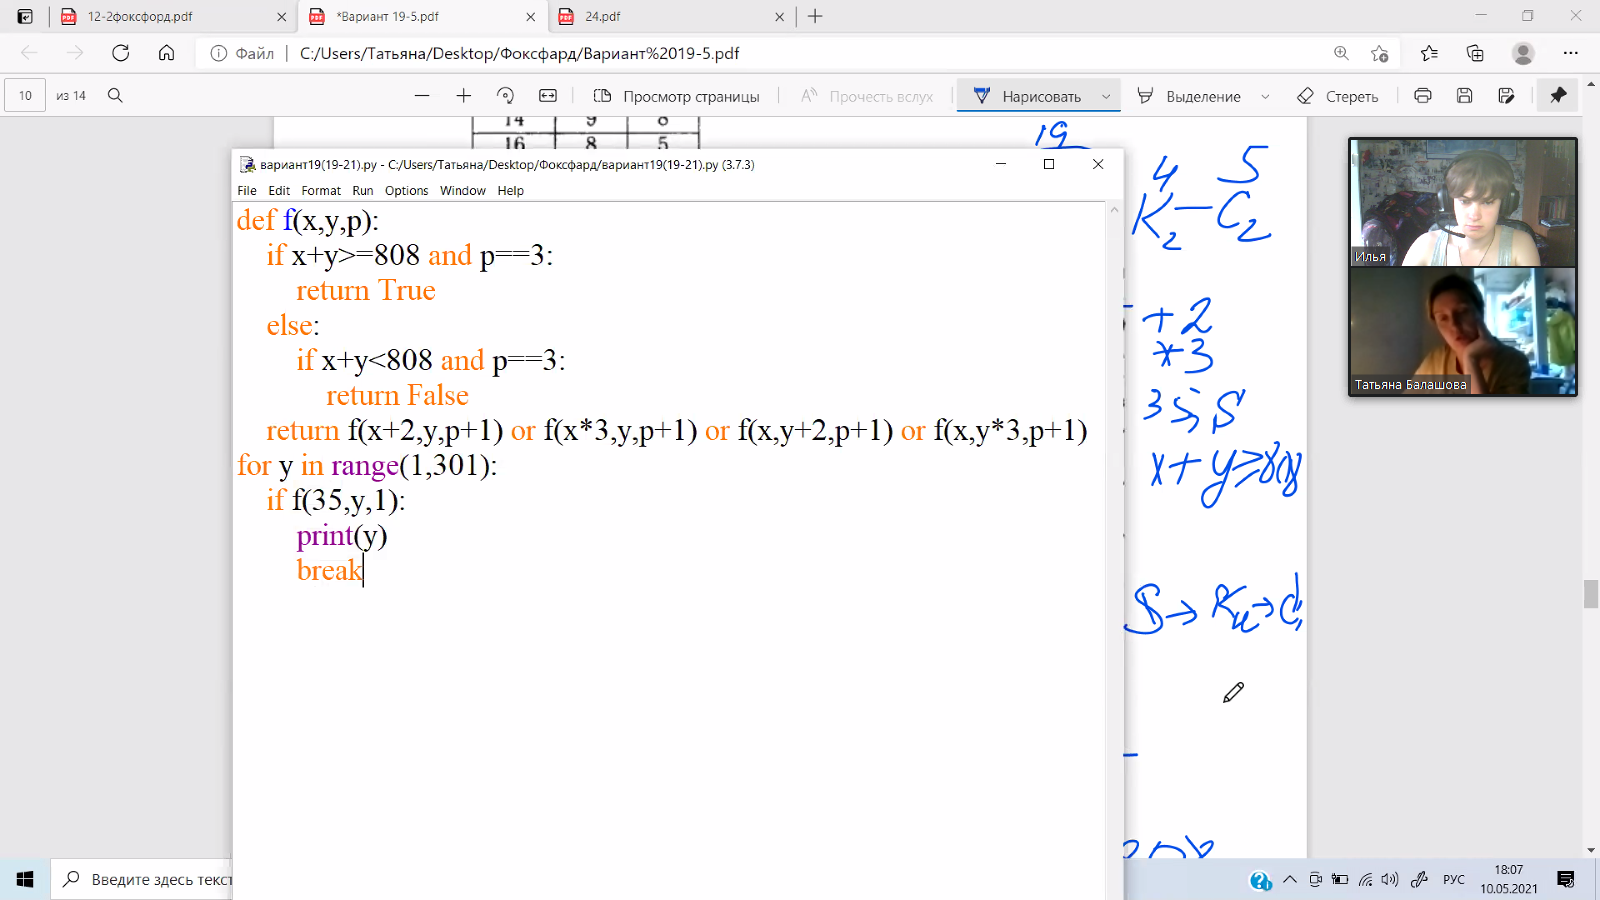 12-2фоксфорд.pdf
*Вариант 19-5.pdf
24.pdf
Файл
C:/Users/Татьяна/Desktop/Фоксфард/Вариант%2019-5.pdf
10 из 14
Просмотр страницы
Прочесть вслух
Нарисовать
Выделение
Стереть
14 9 8
16 8 5
вариант19(19-21).py - C:/Users/Татьяна/Desktop/Фоксфард/вариант19(19-21).py (3.7.3)
File Edit Format Run Options Window Help
def f(x,y,p):
if x+y>=808 and p==3:
return True
else:
if x+y<808 and p==3:
return False
return f(x+2,y,p+1) or f(x*3,y,p+1) or f(x,y+2,p+1) or f(x,y*3,p+1)
for y in range(1,301):
if f(35,y,1):
print(y)
break
19
4 5
K2 – C2
+2
*3
35; S
x+y≥808
Илья
Татьяна Балашова
Введите здесь текст
РУС
18:07
10.05.2021